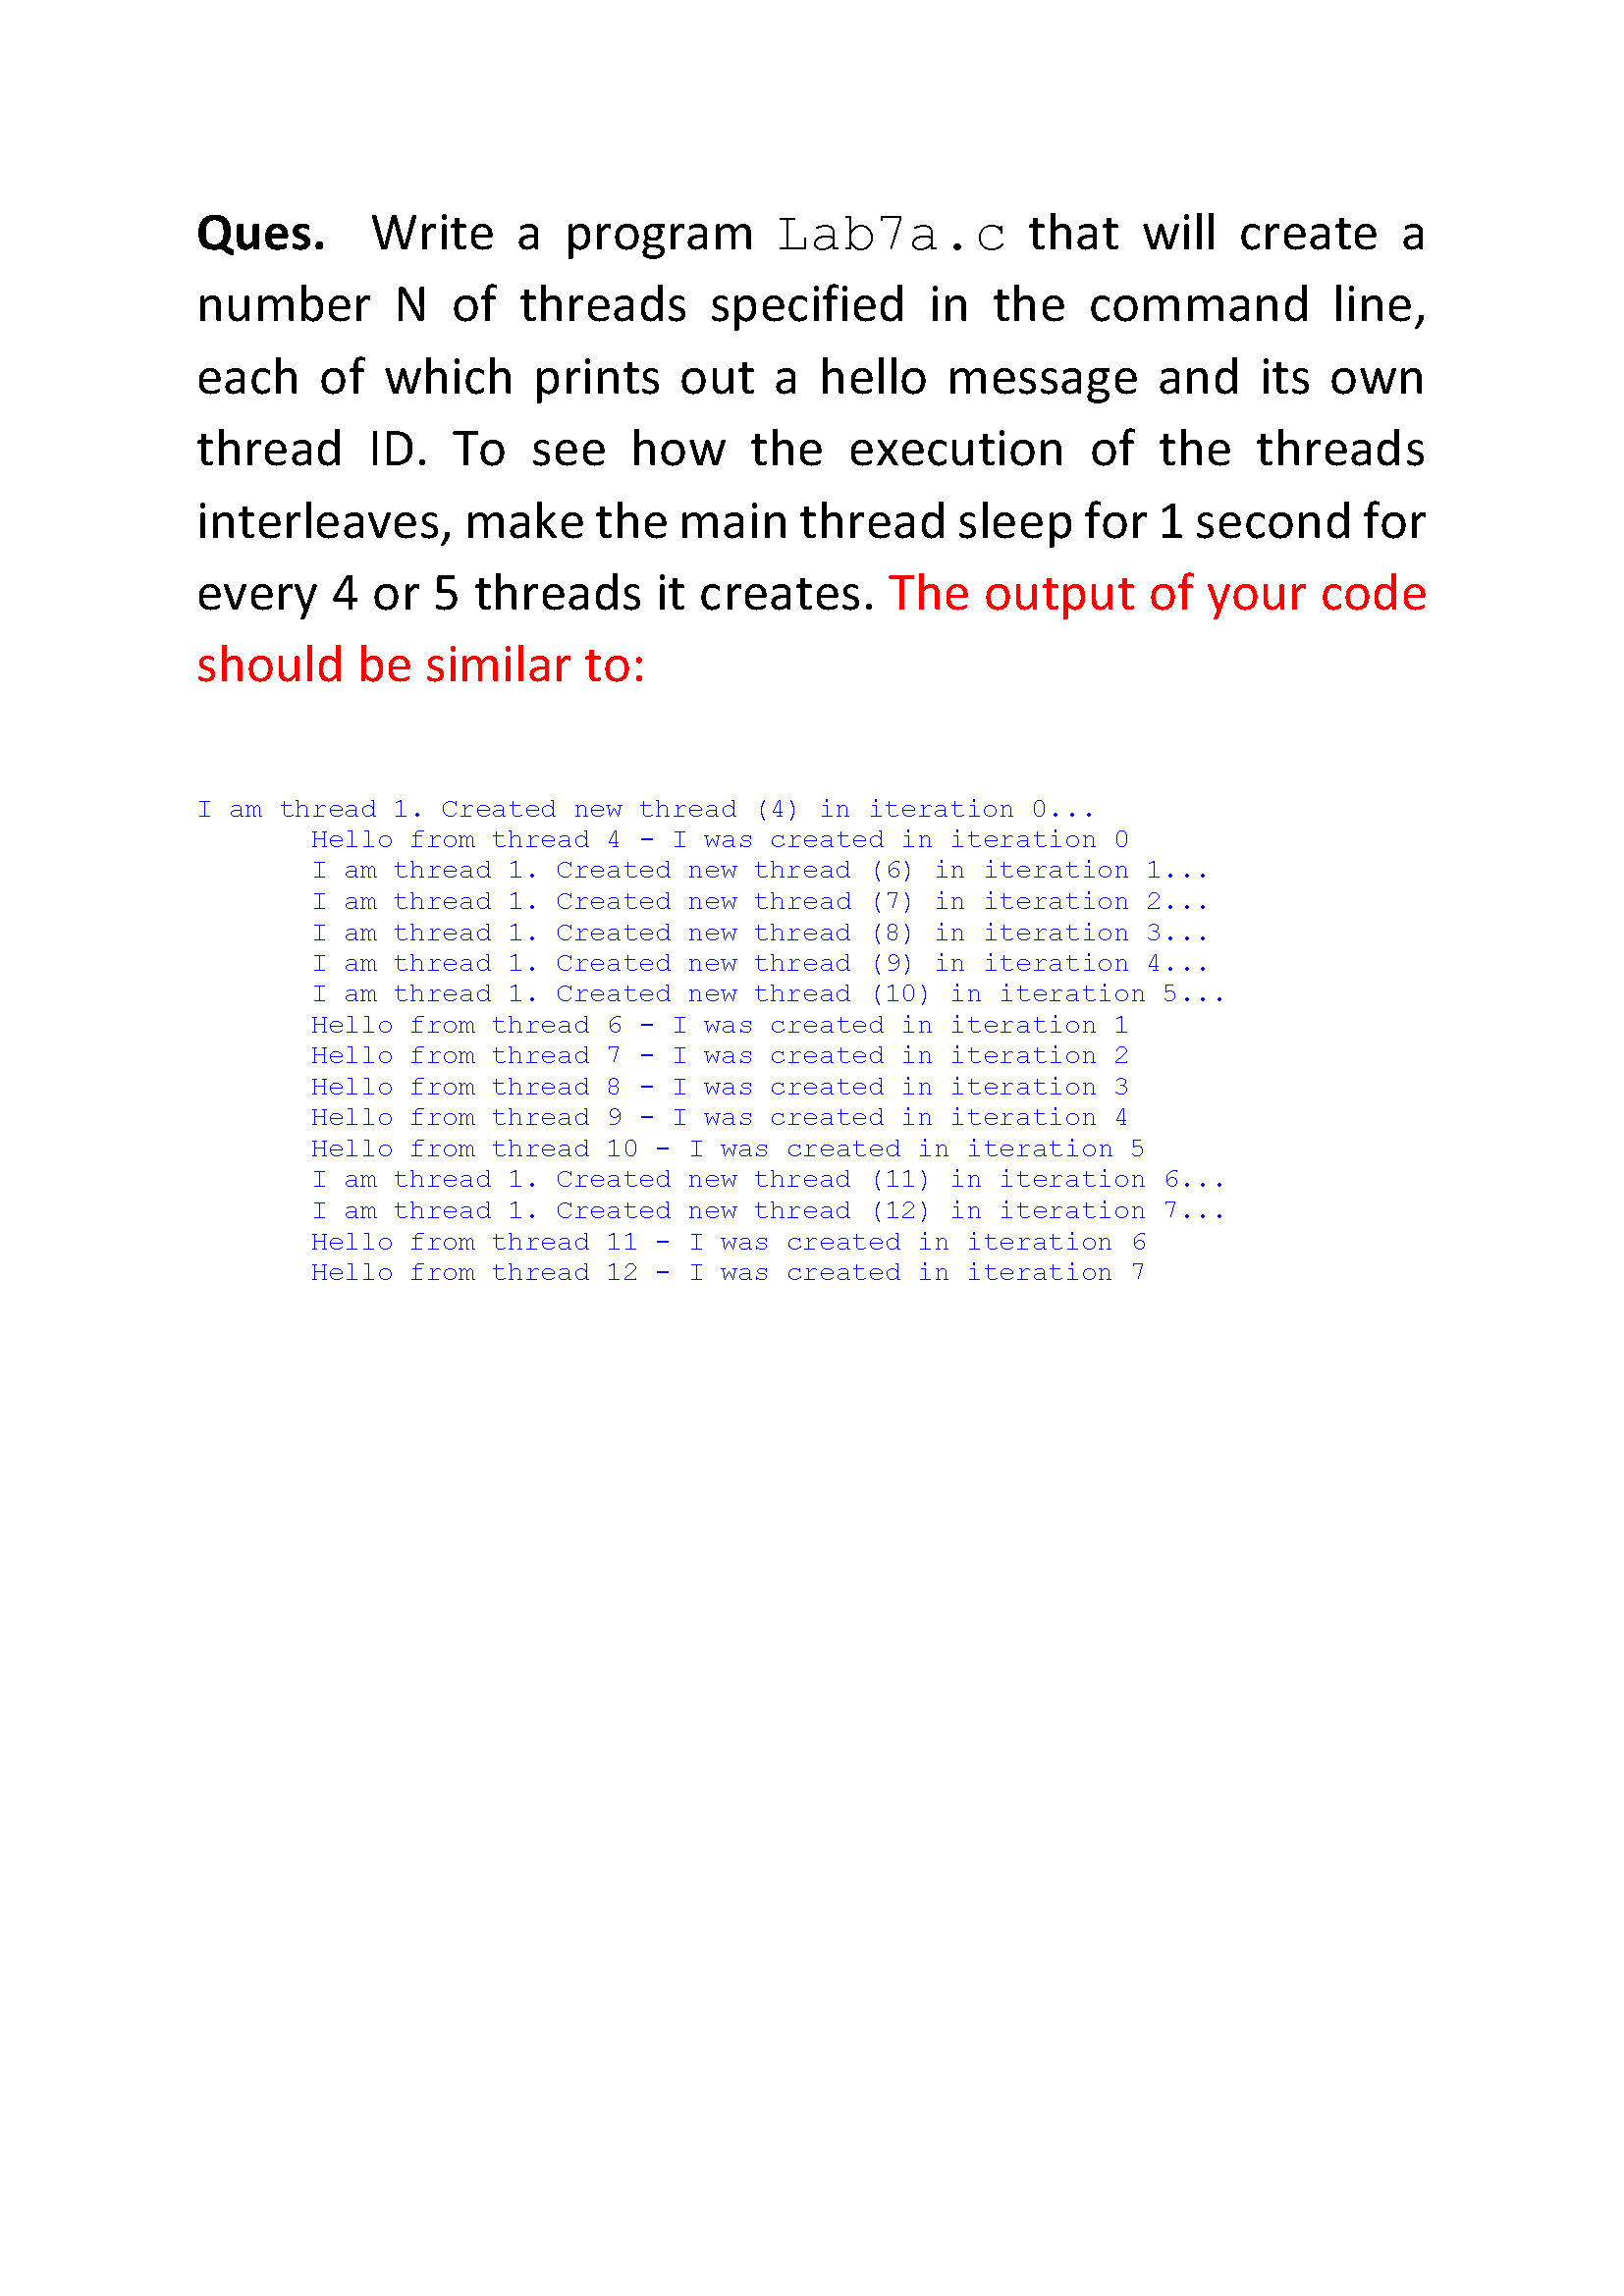 Ques. Write a program Lab7a.c that will create a
number N of threads specified in the command line,
each of which prints out a hello message and its own
thread ID. To see how the execution of the threads
interleaves, make the main thread sleep for 1 second for
every 4 or 5 threads it creates. The output of your code
should be similar to:
I am thread 1. Created new thread (4) in iteration 0...
Hello from thread 4 - I was created in iteration 0
I am thread 1. Created new thread (6) in iteration 1...
I am thread 1. Created new thread (7) in iteration 2...
I am thread 1. Created new thread (8) in iteration 3...
I am thread 1. Created new thread (9) in iteration 4...
I am thread 1. Created new thread (10) in iteration 5...
Hello from thread 6 - I was created in iteration 1
Hello from thread 7 - I was created in iteration 2
Hello from thread 8 - I was created in iteration 3
Hello from thread 9 - I was created in iteration 4
Hello from thread 10 - I was created in iteration 5
I am thread 1. Created new thread (11) in iteration 6...
I am thread 1. Created new thread (12) in iteration 7...
Hello from thread 11 - I was created in iteration 6
Hello from thread 12 - I was created in iteration 7